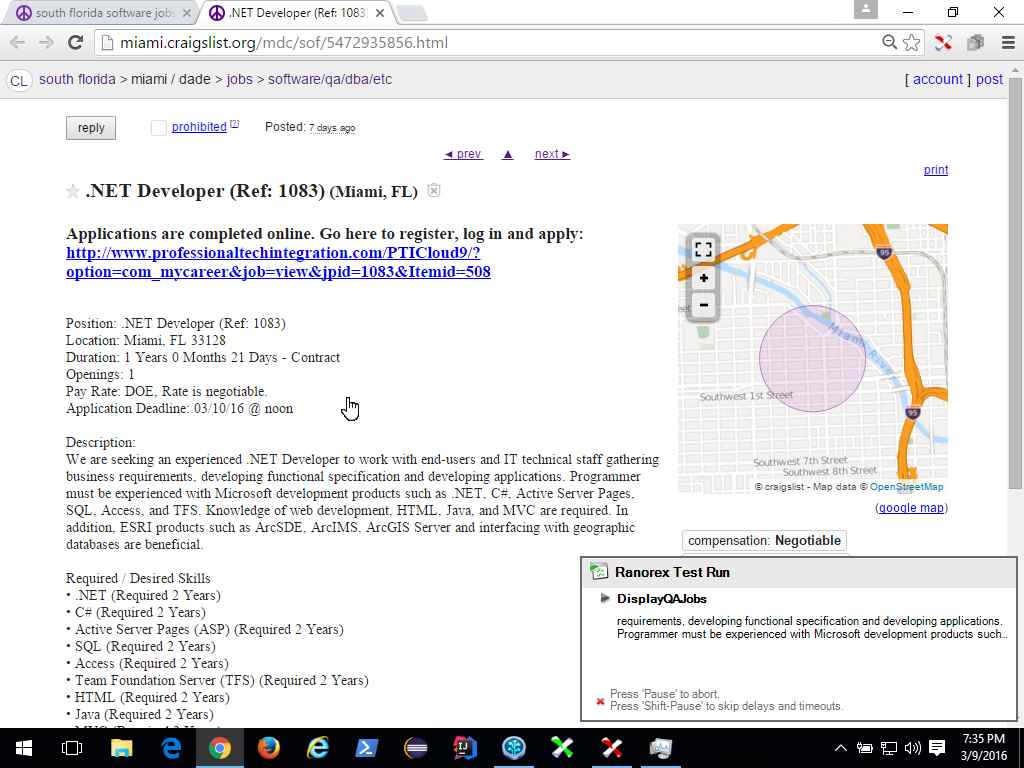 south florida software jobs
.NET Developer (Ref: 1083)
miami.craigslist.org/mdc/sof/5472935856.html
CL south florida > miami / dade > jobs > software/qa/dba/etc
[ account ] post
reply prohibited [?] Posted: 7 days ago
◄ prev ▲ next ►
print
.NET Developer (Ref: 1083) (Miami, FL)
Applications are completed online. Go here to register, log in and apply:
http://www.professionaltechintegration.com/PTICloud9/?
option=com_mycareer&job=view&jpid=1083&Itemid=508
Position: .NET Developer (Ref: 1083)
Location: Miami, FL 33128
Duration: 1 Years 0 Months 21 Days - Contract
Openings: 1
Pay Rate: DOE, Rate is negotiable.
Application Deadline: 03/10/16 @ noon
Description:
We are seeking an experienced .NET Developer to work with end-users and IT technical staff gathering
business requirements, developing functional specification and developing applications. Programmer
must be experienced with Microsoft development products such as .NET, C#, Active Server Pages,
SQL, Access, and TFS. Knowledge of web development, HTML, Java, and MVC are required. In
addition, ESRI products such as ArcSDE, ArcIMS, ArcGIS Server and interfacing with geographic
databases are beneficial.
Required / Desired Skills
• .NET (Required 2 Years)
• C# (Required 2 Years)
• Active Server Pages (ASP) (Required 2 Years)
• SQL (Required 2 Years)
• Access (Required 2 Years)
• Team Foundation Server (TFS) (Required 2 Years)
• HTML (Required 2 Years)
• Java (Required 2 Years)
+
−
95
Miami River
Southwest 1st Street
95
Southwest 7th Street
Southwest 8th Street
© craigslist - Map data © OpenStreetMap
(google map)
compensation: Negotiable
Ranorex Test Run
DisplayQAJobs
requirements, developing functional specification and developing applications.
Programmer must be experienced with Microsoft development products such...
Press 'Pause' to abort.
Press 'Shift-Pause' to skip delays and timeouts.
7:35 PM
3/9/2016